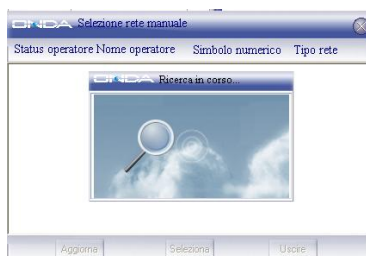 ONDA Selezione rete manuale
Status operatore Nome operatore Simbolo numerico Tipo rete
ONDA Ricerca in corso...
Aggiorna Seleziona Uscire